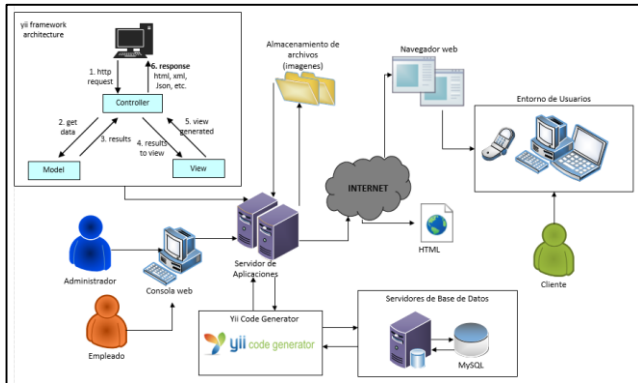 yii framework
architecture
1. http
request
6. response
html, xml,
Json, etc.
Controller
2. get
data
3. results
4. results
to view
5. view
generated
Model
View
Almacenamiento de
archivos
(imagenes)
Navegador web
Entorno de Usuarios
INTERNET
HTML
Cliente
Administrador
Consola web
Servidor de
Aplicaciones
Empleado
Yii Code Generator
yii code generator
Servidores de Base de Datos
MySQL